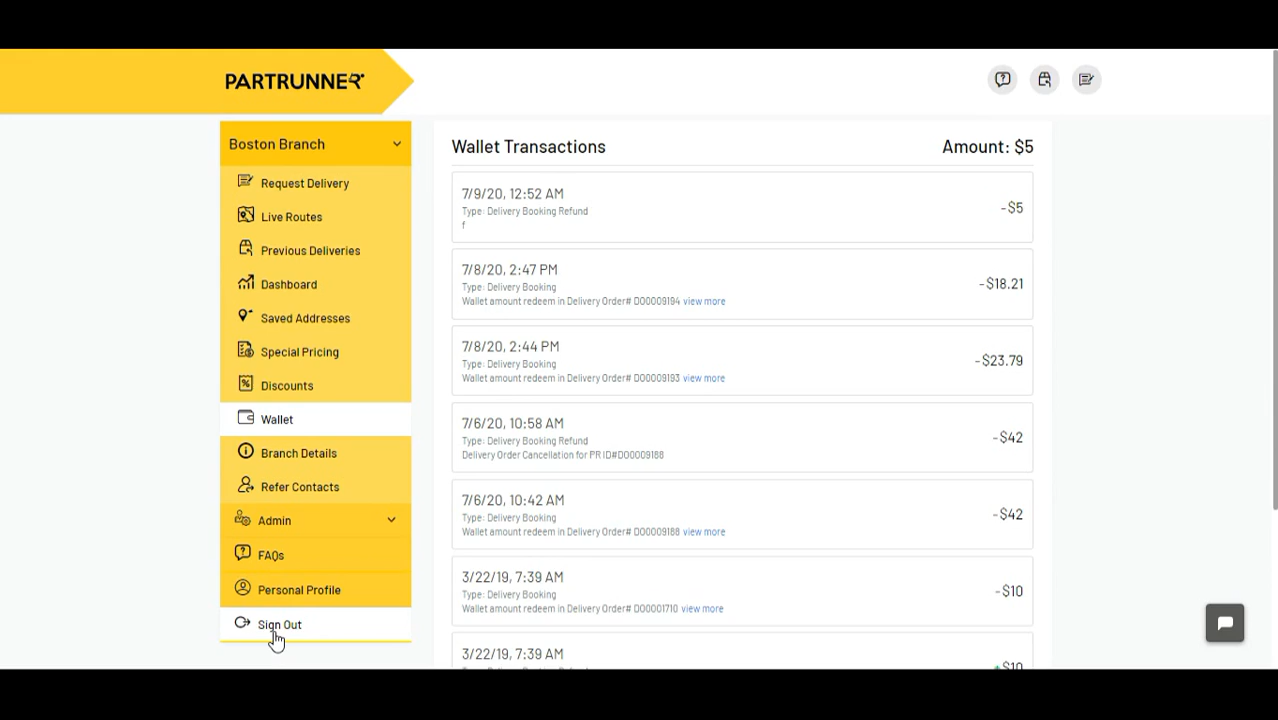 PARTRUNNER
Boston Branch
Request Delivery
Live Routes
Previous Deliveries
Dashboard
Saved Addresses
Special Pricing
Discounts
Wallet
Branch Details
Refer Contacts
Admin
FAQs
Personal Profile
Sign Out
Wallet Transactions
Amount: $5
7/9/20, 12:52 AM
Type: Delivery Booking Refund
f
-$5
7/8/20, 2:47 PM
Type: Delivery Booking
Wallet amount redeem in Delivery Order# DO0009194 view more
-$18.21
7/8/20, 2:44 PM
Type: Delivery Booking
Wallet amount redeem in Delivery Order# DO0009193 view more
-$23.79
7/6/20, 10:58 AM
Type: Delivery Booking Refund
Delivery Order Cancellation for PR ID#DO0009188
-$42
7/6/20, 10:42 AM
Type: Delivery Booking
Wallet amount redeem in Delivery Order# DO0009188 view more
-$42
3/22/19, 7:39 AM
Type: Delivery Booking
Wallet amount redeem in Delivery Order# DO0001710 view more
-$10
3/22/19, 7:39 AM
+$10